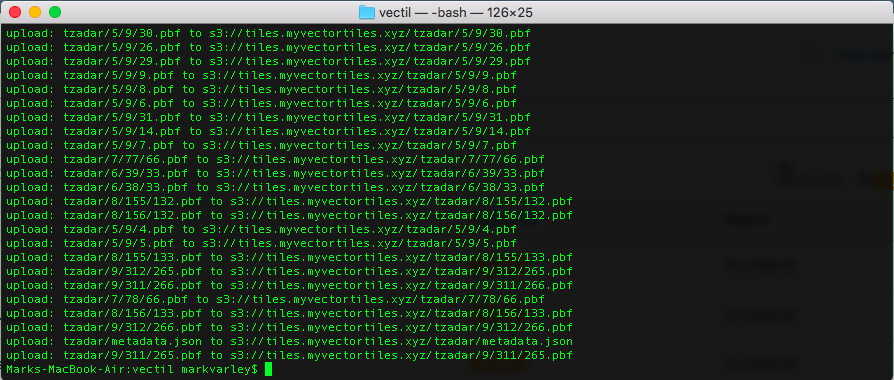 vectil — -bash — 126×25
upload: tzadar/5/9/30.pbf to s3://tiles.myvectortiles.xyz/tzadar/5/9/30.pbf
upload: tzadar/5/9/26.pbf to s3://tiles.myvectortiles.xyz/tzadar/5/9/26.pbf
upload: tzadar/5/9/29.pbf to s3://tiles.myvectortiles.xyz/tzadar/5/9/29.pbf
upload: tzadar/5/9/9.pbf to s3://tiles.myvectortiles.xyz/tzadar/5/9/9.pbf
upload: tzadar/5/9/8.pbf to s3://tiles.myvectortiles.xyz/tzadar/5/9/8.pbf
upload: tzadar/5/9/6.pbf to s3://tiles.myvectortiles.xyz/tzadar/5/9/6.pbf
upload: tzadar/5/9/31.pbf to s3://tiles.myvectortiles.xyz/tzadar/5/9/31.pbf
upload: tzadar/5/9/14.pbf to s3://tiles.myvectortiles.xyz/tzadar/5/9/14.pbf
upload: tzadar/5/9/7.pbf to s3://tiles.myvectortiles.xyz/tzadar/5/9/7.pbf
upload: tzadar/7/77/66.pbf to s3://tiles.myvectortiles.xyz/tzadar/7/77/66.pbf
upload: tzadar/6/39/33.pbf to s3://tiles.myvectortiles.xyz/tzadar/6/39/33.pbf
upload: tzadar/6/38/33.pbf to s3://tiles.myvectortiles.xyz/tzadar/6/38/33.pbf
upload: tzadar/8/155/132.pbf to s3://tiles.myvectortiles.xyz/tzadar/8/155/132.pbf
upload: tzadar/8/156/132.pbf to s3://tiles.myvectortiles.xyz/tzadar/8/156/132.pbf
upload: tzadar/5/9/4.pbf to s3://tiles.myvectortiles.xyz/tzadar/5/9/4.pbf
upload: tzadar/5/9/5.pbf to s3://tiles.myvectortiles.xyz/tzadar/5/9/5.pbf
upload: tzadar/8/155/133.pbf to s3://tiles.myvectortiles.xyz/tzadar/8/155/133.pbf
upload: tzadar/9/312/265.pbf to s3://tiles.myvectortiles.xyz/tzadar/9/312/265.pbf
upload: tzadar/9/311/266.pbf to s3://tiles.myvectortiles.xyz/tzadar/9/311/266.pbf
upload: tzadar/7/78/66.pbf to s3://tiles.myvectortiles.xyz/tzadar/7/78/66.pbf
upload: tzadar/8/156/133.pbf to s3://tiles.myvectortiles.xyz/tzadar/8/156/133.pbf
upload: tzadar/9/312/266.pbf to s3://tiles.myvectortiles.xyz/tzadar/9/312/266.pbf
upload: tzadar/metadata.json to s3://tiles.myvectortiles.xyz/tzadar/metadata.json
upload: tzadar/9/311/265.pbf to s3://tiles.myvectortiles.xyz/tzadar/9/311/265.pbf
Marks-MacBook-Air:vectil markvarley$